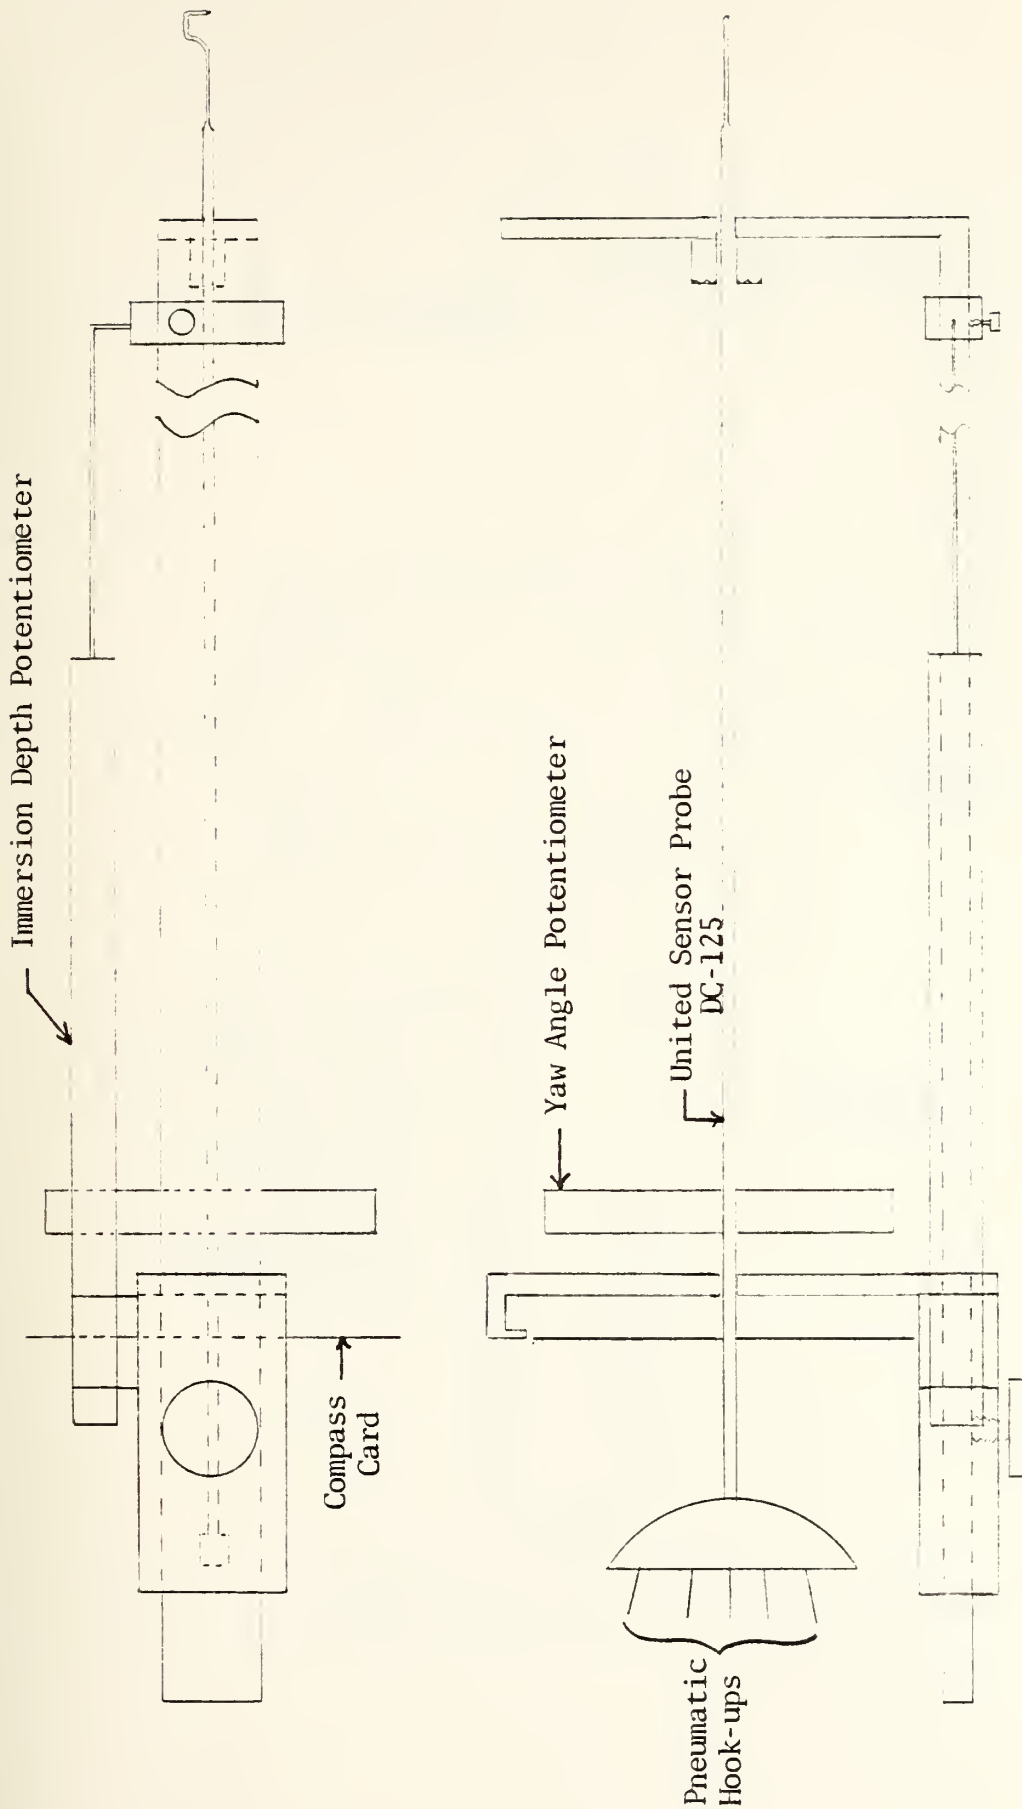 Immersion Depth Potentiometer
Compass
Card
Yaw Angle Potentiometer
United Sensor Probe
DC-125
Pneumatic
Hook-ups